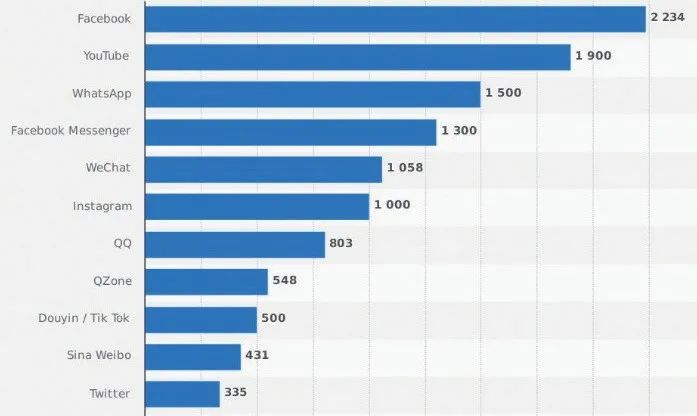 Facebook 2 234
YouTube 1 900
WhatsApp 1 500
Facebook Messenger 1 300
WeChat 1 058
Instagram 1 000
QQ 803
QZone 548
Douyin / Tik Tok 500
Sina Weibo 431
Twitter 335